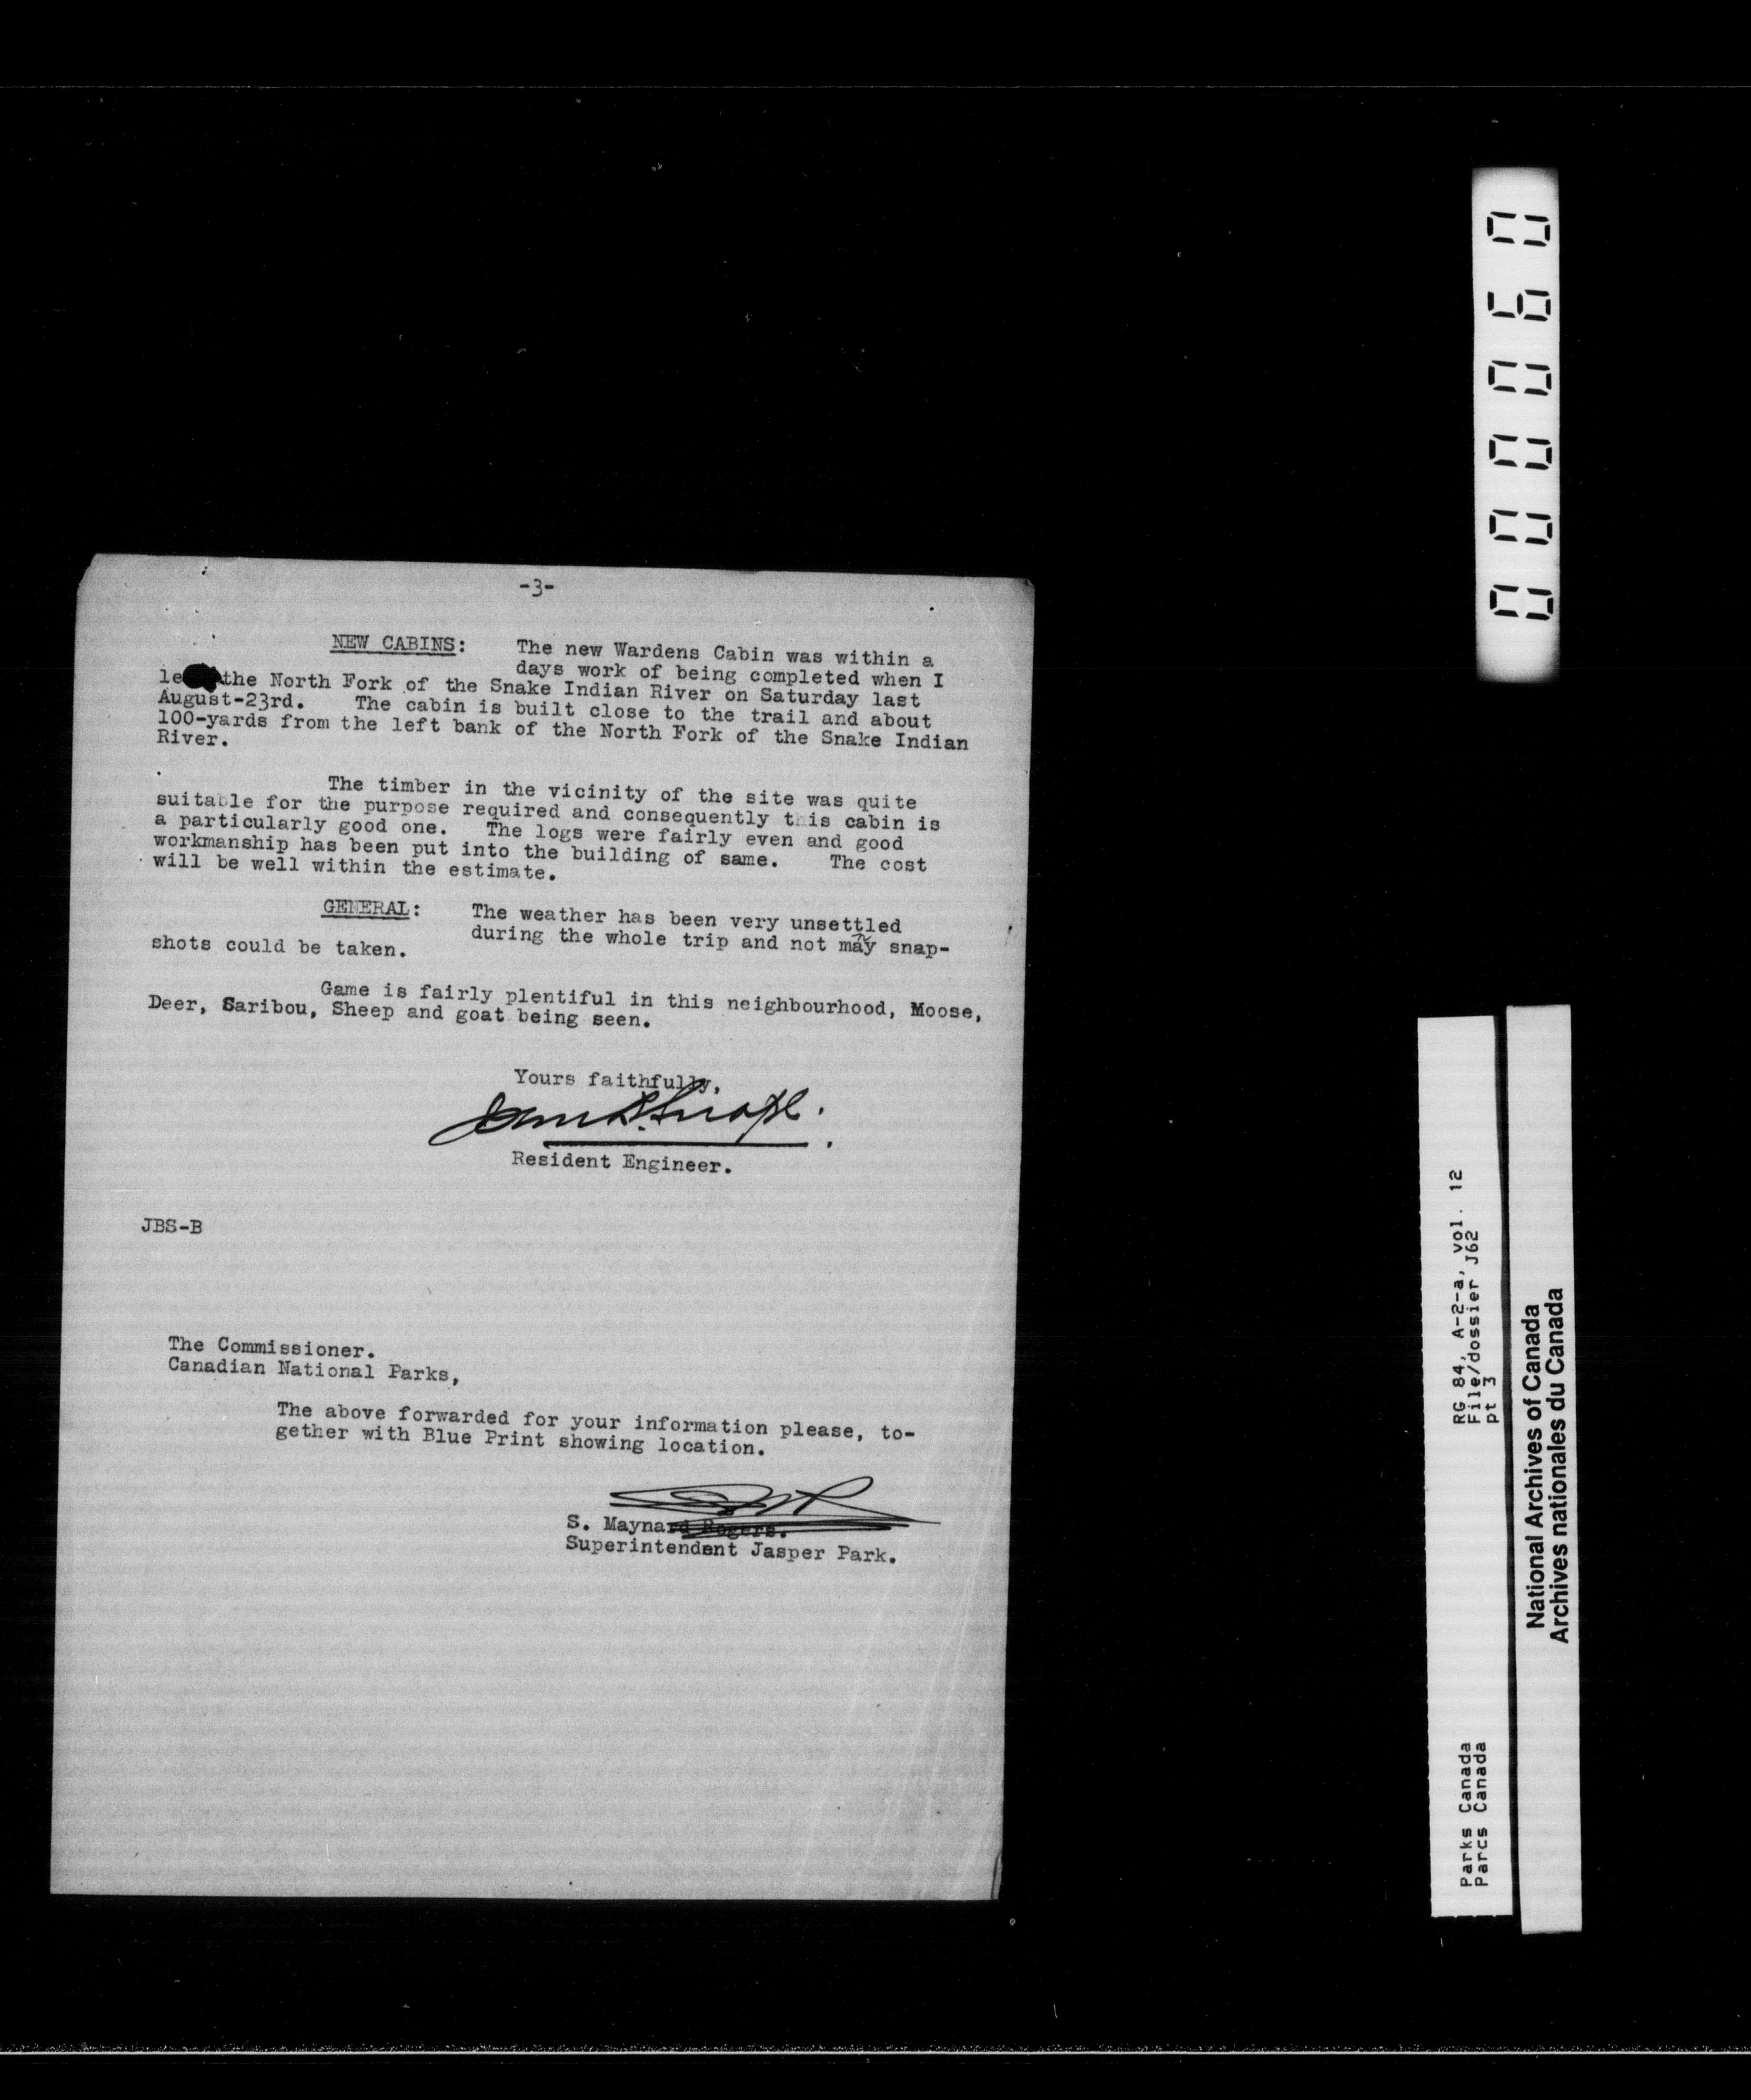 -3-
NEW CABINS: The new Wardens Cabin was within a
days work of being completed when I
le the North Fork of the Snake Indian River on Saturday last
August-23rd. The cabin is built close to the trail and about
100-yards from the left bank of the North Fork of the Snake Indian
River.
The timber in the vicinity of the site was quite
suitable for the purpose required and consequently this cabin is
a particularly good one. The logs were fairly even and good
workmanship has been put into the building of same. The cost
will be well within the estimate.
GENERAL: The weather has been very unsettled
during the whole trip and not many snap-
shots could be taken.
Game is fairly plentiful in this neighbourhood, Moose,
Deer, Saribou, Sheep and goat being seen.
Yours faithfully,
Resident Engineer.
JBS-B
The Commissioner.
Canadian National Parks,
The above forwarded for your information please, to-
gether with Blue Print showing location.
S. Maynard Rogers.
Superintendent Jasper Park.
000060
RG 84, A-2-a, vol. 12
File/dossier J62
pt 3
Parks Canada
Parcs Canada
National Archives of Canada
Archives nationales du Canada